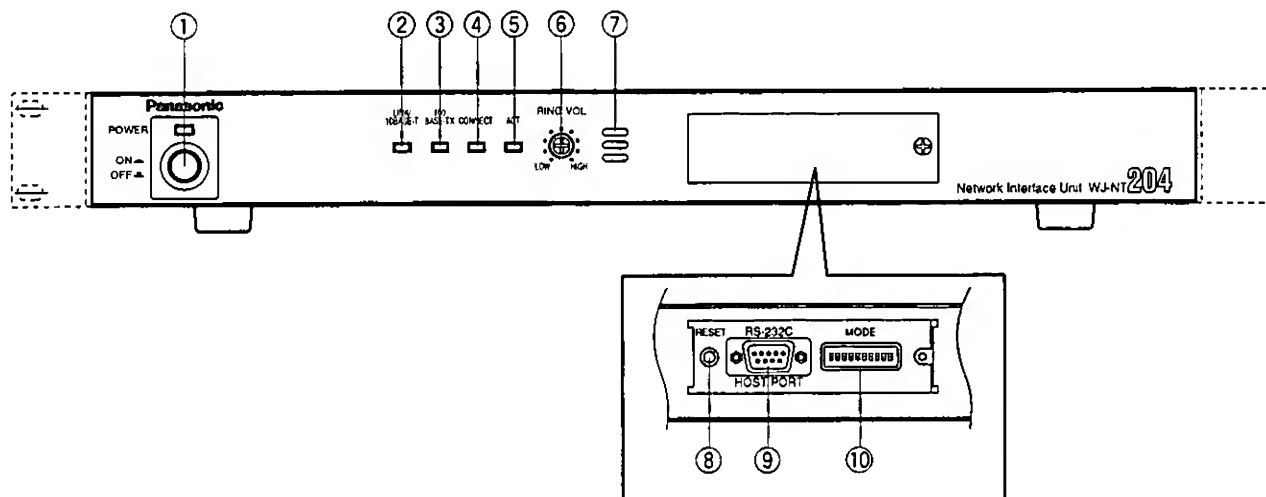 ① ② ③ ④ ⑤ ⑥ ⑦
Panasonic
POWER
ON
OFF
LINK/
10BASE-T
100
BASE-TX
CONNECT
ACT
RING VOL
LOW
HIGH
Network Interface Unit WJ-NT204
RESET
RS-232C
HOST PORT
MODE
⑧ ⑨ ⑩